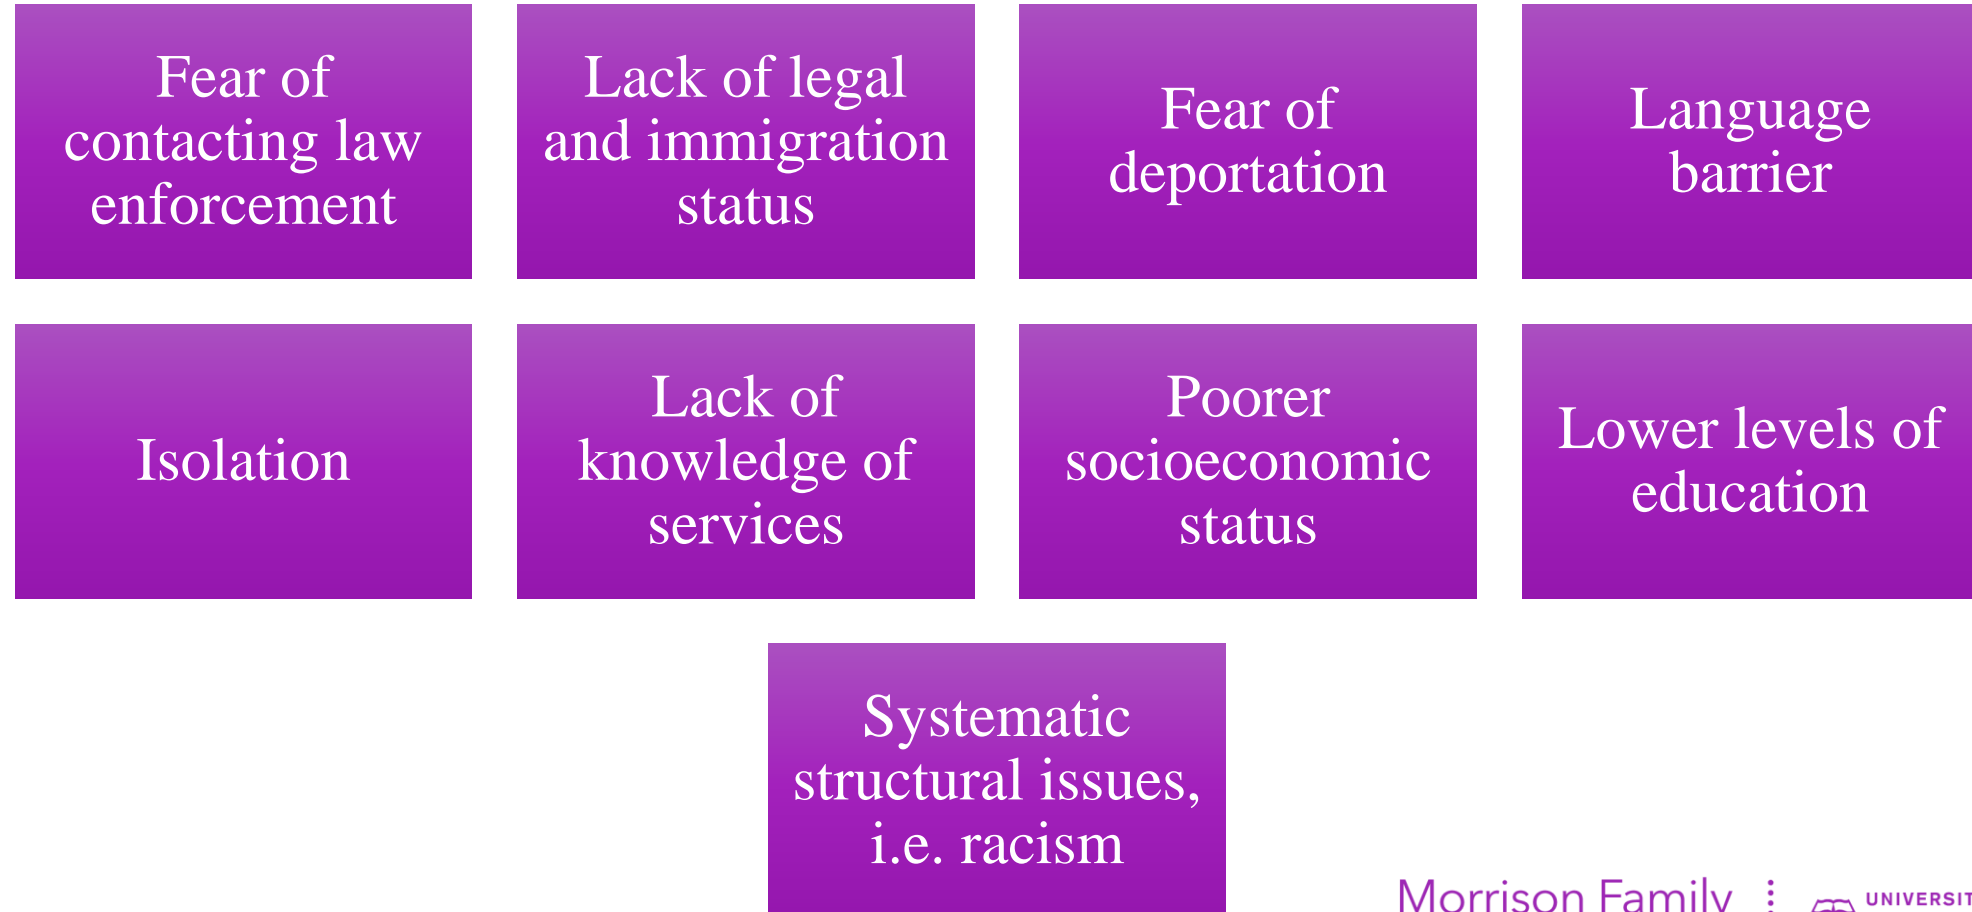 Fear of
contacting law
enforcement
Lack of legal
and immigration
status
Fear of
deportation
Language
barrier
Isolation
Lack of
knowledge of
services
Poorer
socioeconomic
status
Lower levels of
education
Systematic
structural issues,
i.e. racism
Morrison Family